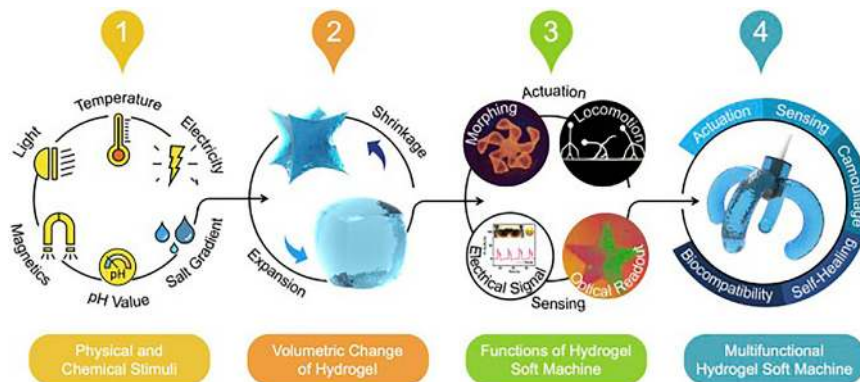 1
2
3
4
Temperature
Light
Electricity
Magnetics
pH
pH Value
Salt Gradient
Shrinkage
Expansion
Actuation
Morphing
Locomotion
Electrical Signal
Optical Readout
Sensing
Actuation
Sensing
Camouflage
Self-Healing
Biocompatibility
Physical and
Chemical Stimuli
Volumetric Change
of Hydrogel
Functions of Hydrogel
Soft Machine
Multifunctional
Hydrogel Soft Machine